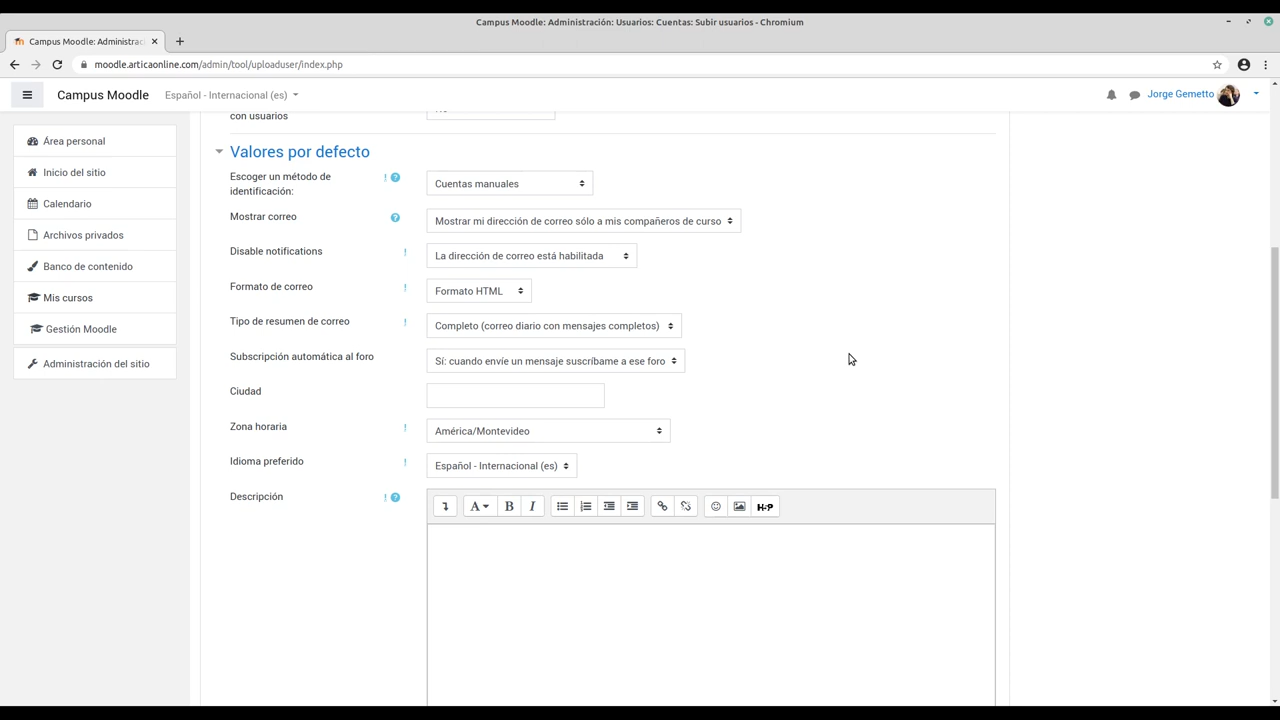 Campus Moodle: Administración: Usuarios: Cuentas: Subir usuarios - Chromium
Campus Moodle: Administrac
moodle.articaonline.com/admin/tool/uploaduser/index.php
Campus Moodle
Español - Internacional (es)
Jorge Gemetto
Área personal
Inicio del sitio
Calendario
Archivos privados
Banco de contenido
Mis cursos
Gestión Moodle
Administración del sitio
con usuarios
Valores por defecto
Escoger un método de
identificación:
Cuentas manuales
Mostrar correo
Mostrar mi dirección de correo sólo a mis compañeros de curso
Disable notifications
La dirección de correo está habilitada
Formato de correo
Formato HTML
Tipo de resumen de correo
Completo (correo diario con mensajes completos)
Subscripción automática al foro
Sí: cuando envíe un mensaje suscríbame a ese foro
Ciudad
Zona horaria
América/Montevideo
Idioma preferido
Español - Internacional (es)
Descripción
A
B
I
H-P